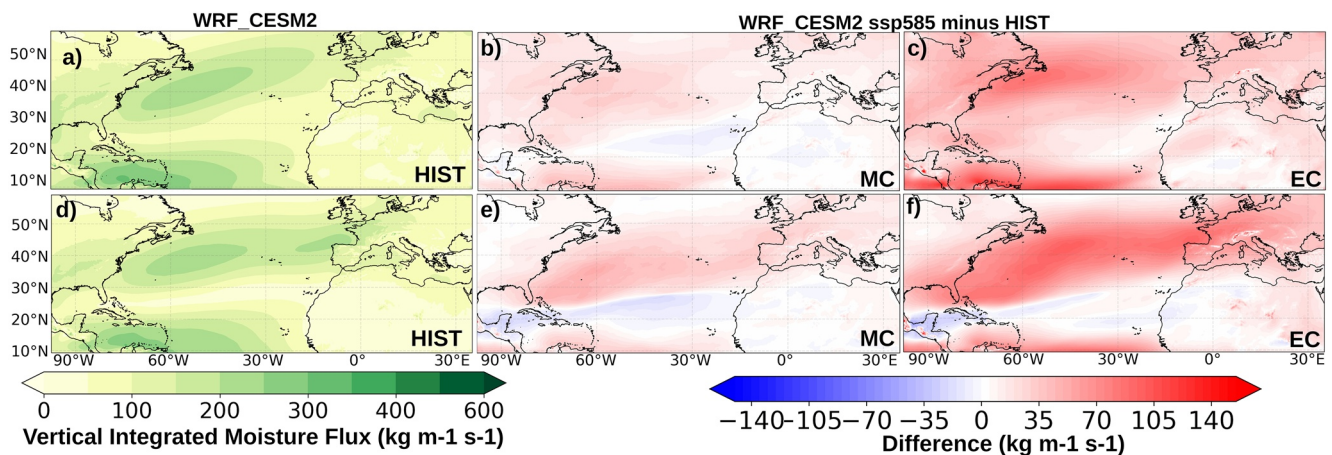 WRF_CESM2
WRF_CESM2 ssp585 minus HIST
a)
b)
c)
50°N
40°N
30°N
20°N
10°N
HIST
MC
EC
d)
e)
f)
50°N
40°N
30°N
20°N
10°N
HIST
MC
EC
90°W 60°W 30°W 0° 30°E
90°W 60°W 30°W 0° 30°E
90°W 60°W 30°W 0° 30°E
0 100 200 300 400 600
Vertical Integrated Moisture Flux (kg m-1 s-1)
−140 −105 −70 −35 0 35 70 105 140
Difference (kg m-1 s-1)